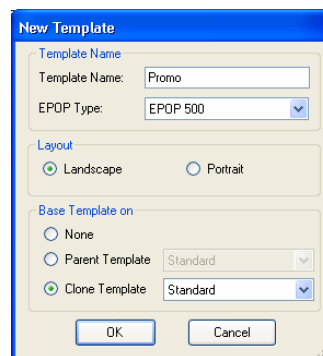 New Template
Template Name
Template Name: Promo
EPOP Type: EPOP 500
Layout
Landscape Portrait
Base Template on
None
Parent Template Standard
Clone Template Standard
OK Cancel